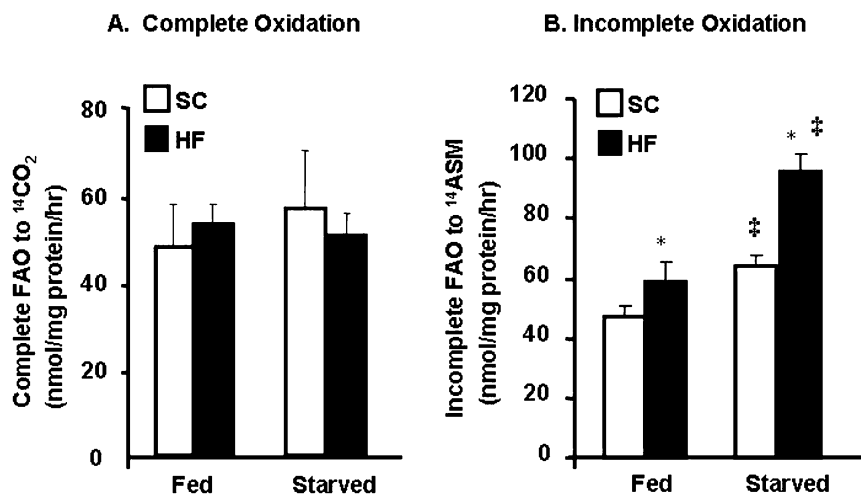 A. Complete Oxidation
Complete FAO to ¹⁴CO₂
(nmol/mg protein/hr)
80
60
40
20
0
SC
HF
Fed
Starved
B. Incomplete Oxidation
Incomplete FAO to ¹⁴ASM
(nmol/mg protein/hr)
120
100
80
60
40
20
0
SC
HF
*
‡
* ‡
Fed
Starved